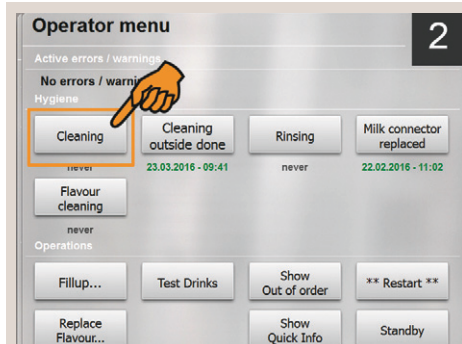 Operator menu
2
Active errors / warnings
No errors / warni
Hygiene
Cleaning
Cleaning
outside done
Rinsing
Milk connector
replaced
never
23.03.2016 - 09:41
never
22.02.2016 - 11:02
Flavour
cleaning
never
Operations
Fillup...
Test Drinks
Show
Out of order
** Restart **
Replace
Flavour...
Show
Quick Info
Standby